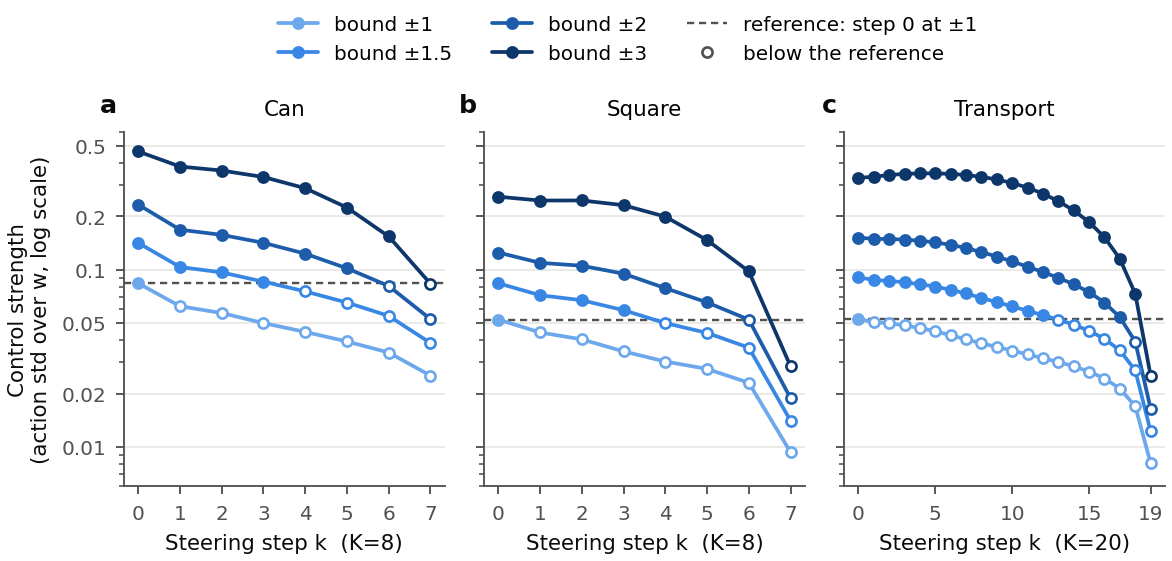 bound ±1
bound ±1.5
bound ±2
bound ±3
reference: step 0 at ±1
below the reference
a
Can
b
Square
c
Transport
Control strength
(action std over w, log scale)
0.5
0.2
0.1
0.05
0.02
0.01
0 1 2 3 4 5 6 7
0 1 2 3 4 5 6 7
0 5 10 15 19
Steering step k (K=8)
Steering step k (K=8)
Steering step k (K=20)